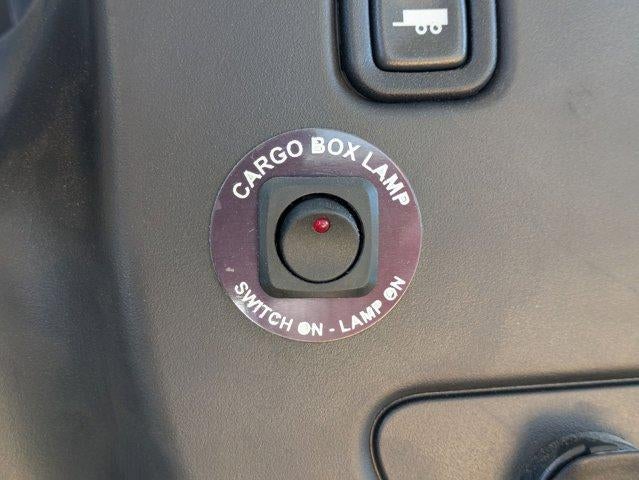 CARGO BOX LAMP
SWITCH ON - LAMP ON